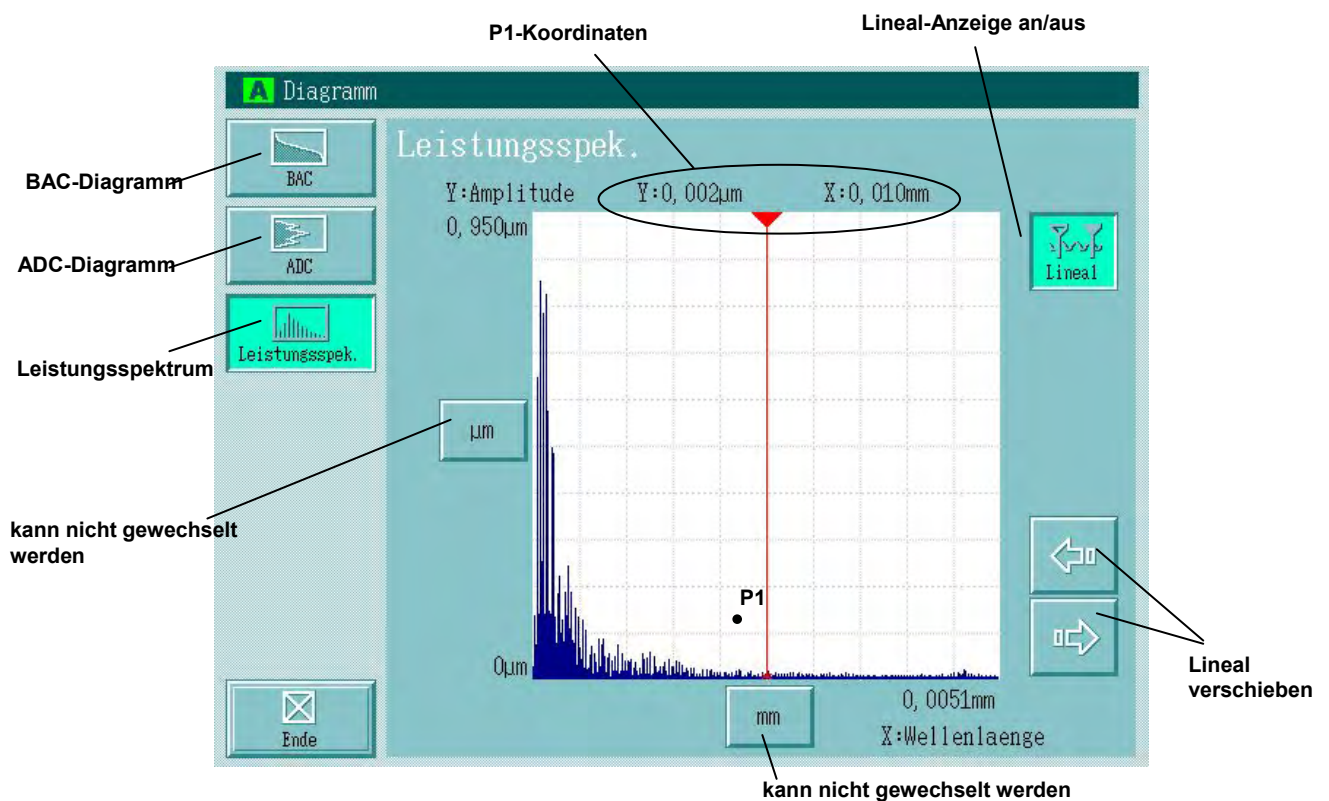 P1-Koordinaten
Lineal-Anzeige an/aus
A Diagramm
BAC
BAC-Diagramm
Leistungsspek.
Y:Amplitude Y:0,002µm X:0,010mm
0,950µm
ADC
ADC-Diagramm
Lineal
Leistungsspek.
Leistungsspektrum
µm
kann nicht gewechselt
werden
P1
0µm
Lineal
verschieben
mm
0,0051mm
X:Wellenlaenge
Ende
kann nicht gewechselt werden